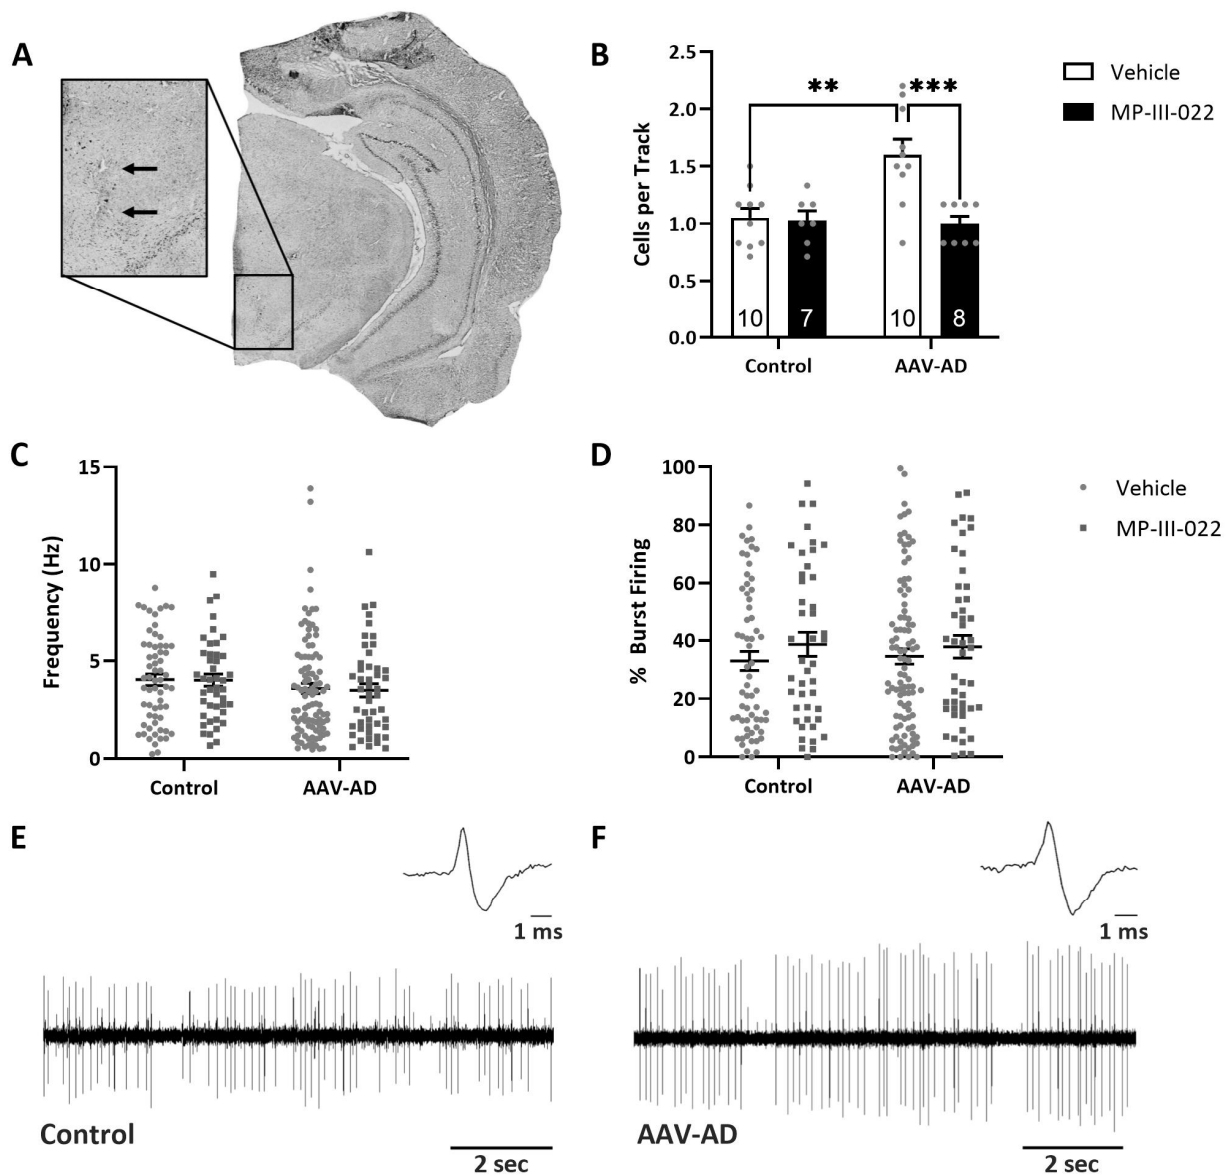 A
B
2.5
2.0
1.5
1.0
0.5
0.0
Cells per Track
** ***
10 7 10 8
Control AAV-AD
Vehicle
MP-III-022
C
15
10
5
0
Frequency (Hz)
Control AAV-AD
D
100
80
60
40
20
0
% Burst Firing
Control AAV-AD
Vehicle
MP-III-022
E
1 ms
Control
2 sec
F
1 ms
AAV-AD
2 sec